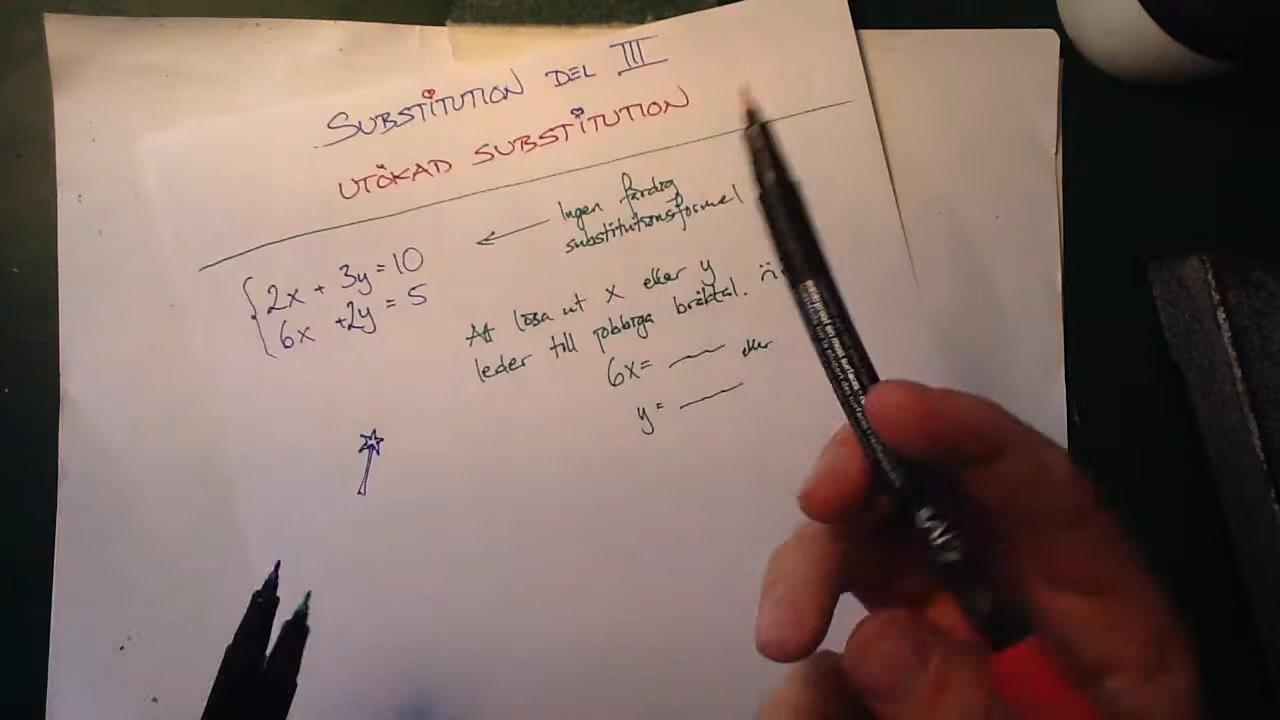 SUBSTITUTION DEL III
UTÖKAD SUBSTITUTION
Ingen färdig
substitutionsformel
2x + 3y = 10
6x + 2y = 5
Att lösa ut x eller y
leder till jobbiga bråktal.
6x= eller
y=